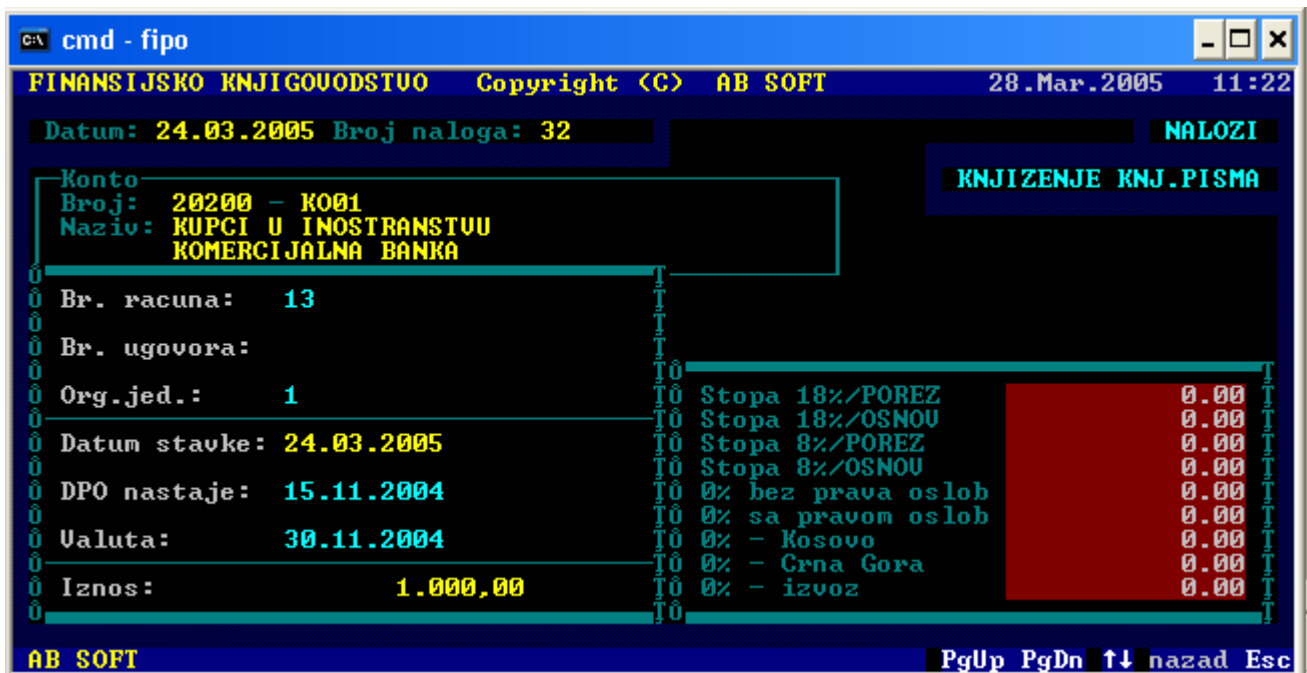 cmd - fipo
FINANSIJSKO KNJIGOVODSTVO Copyright (C) AB SOFT 28.Mar.2005 11:22
Datum: 24.03.2005 Broj naloga: 32 NALOZI
KNJIZENJE KNJ.PISMA
Konto
Broj: 20200 - KO01
Naziv: KUPCI U INOSTRANSTVU
KOMERCIJALNA BANKA
Br. racuna: 13
Br. ugovora:
Org.jed.: 1
Datum stavke: 24.03.2005
DPO nastaje: 15.11.2004
Valuta: 30.11.2004
Iznos: 1.000,00
Stopa 18%/POREZ 0.00
Stopa 18%/OSNOV 0.00
Stopa 8%/POREZ 0.00
Stopa 8%/OSNOV 0.00
0% bez prava oslob 0.00
0% sa pravom oslob 0.00
0% - Kosovo 0.00
0% - Crna Gora 0.00
0% - izvoz 0.00
AB SOFT PgUp PgDn ↑↓ nazad Esc